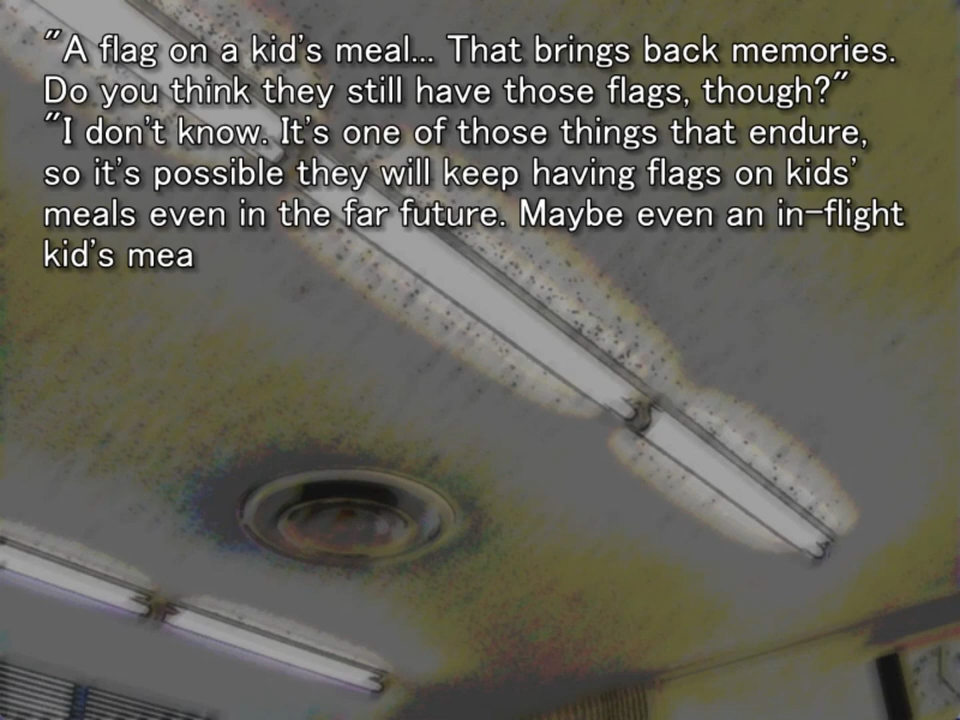 "A flag on a kid's meal... That brings back memories.
Do you think they still have those flags, though?"
"I don't know. It's one of those things that endure,
so it's possible they will keep having flags on kids'
meals even in the far future. Maybe even an in-flight
kid's mea